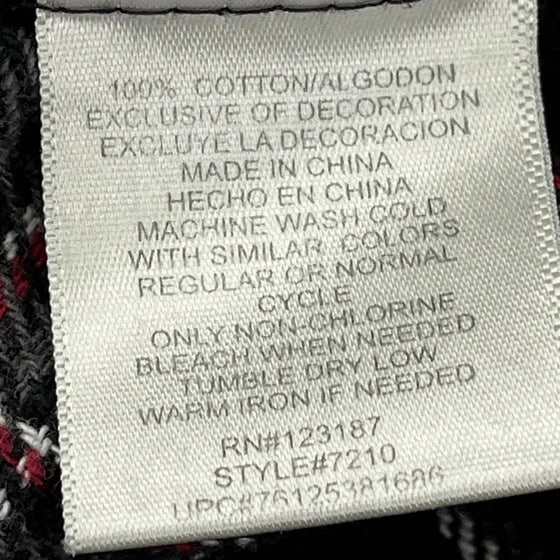 100% COTTON/ALGODON
EXCLUSIVE OF DECORATION
EXCLUYE LA DECORACION
MADE IN CHINA
HECHO EN CHINA
MACHINE WASH COLD
WITH SIMILAR COLORS
REGULAR OR NORMAL
CYCLE
ONLY NON-CHLORINE
BLEACH WHEN NEEDED
TUMBLE DRY LOW
WARM IRON IF NEEDED
RN#123187
STYLE#7210
UPC#76125381686